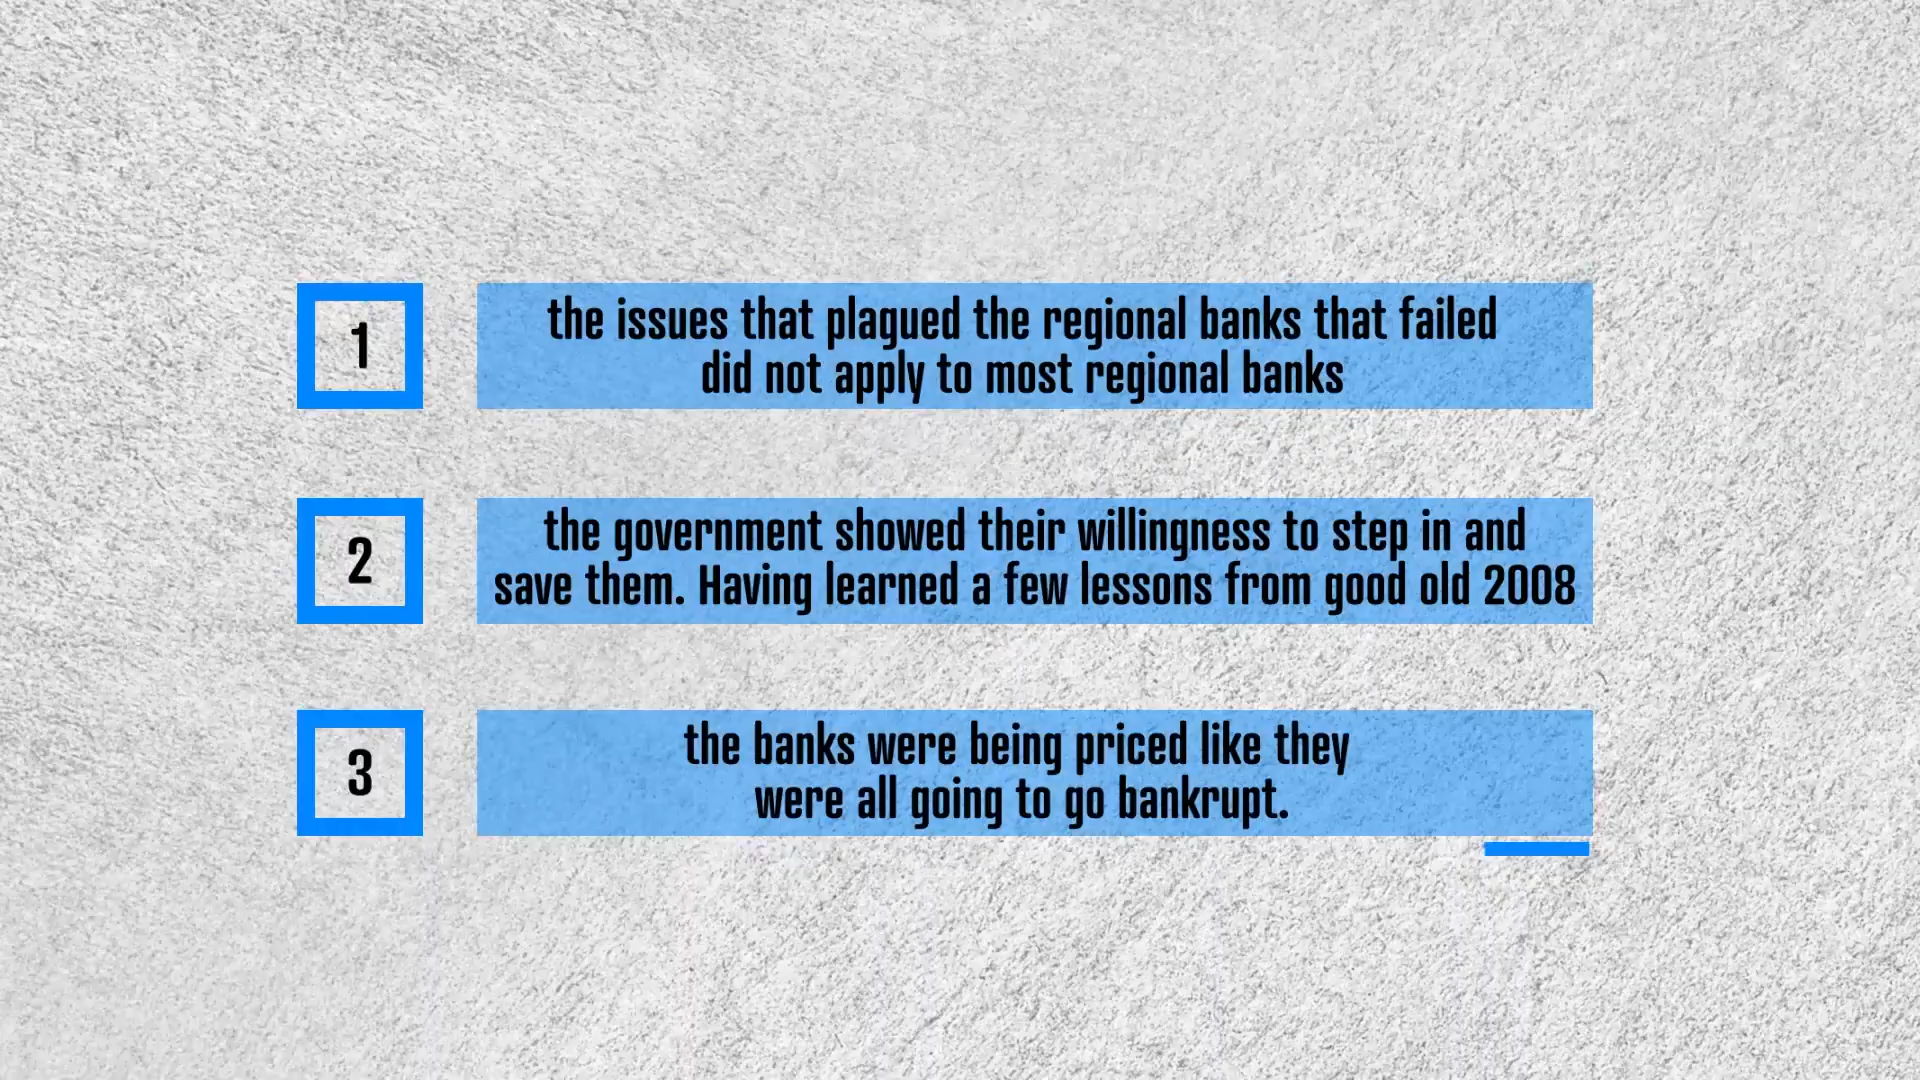 1
the issues that plagued the regional banks that failed
did not apply to most regional banks
2
the government showed their willingness to step in and
save them. Having learned a few lessons from good old 2008
3
the banks were being priced like they
were all going to go bankrupt.